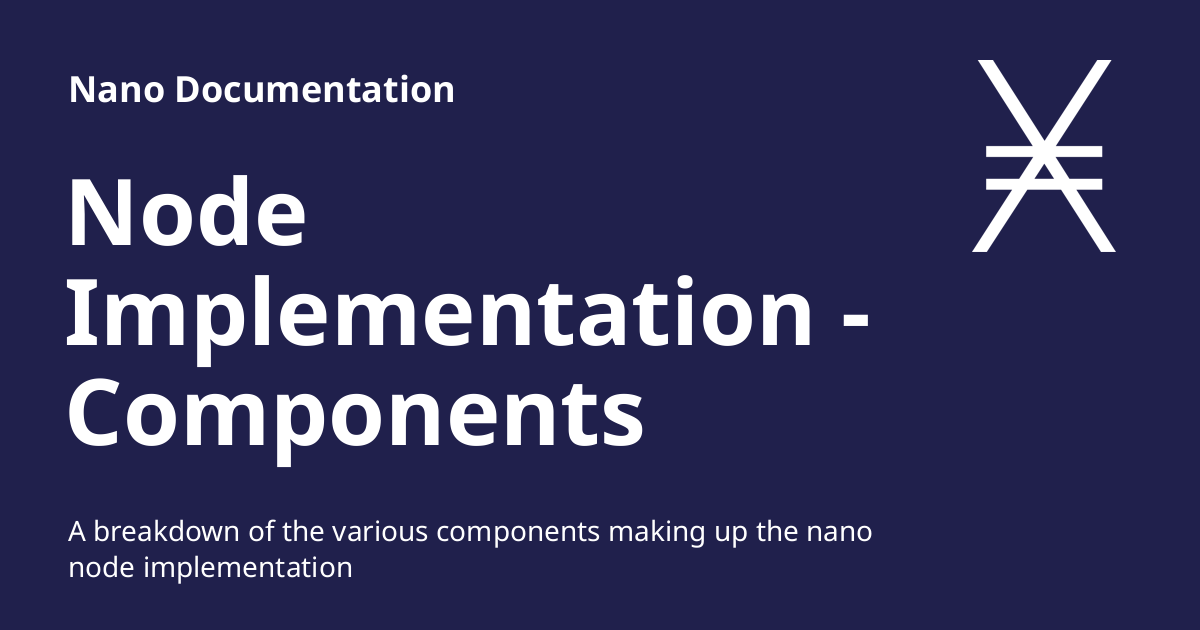 Nano Documentation
Node
Implementation -
Components
A breakdown of the various components making up the nano
node implementation